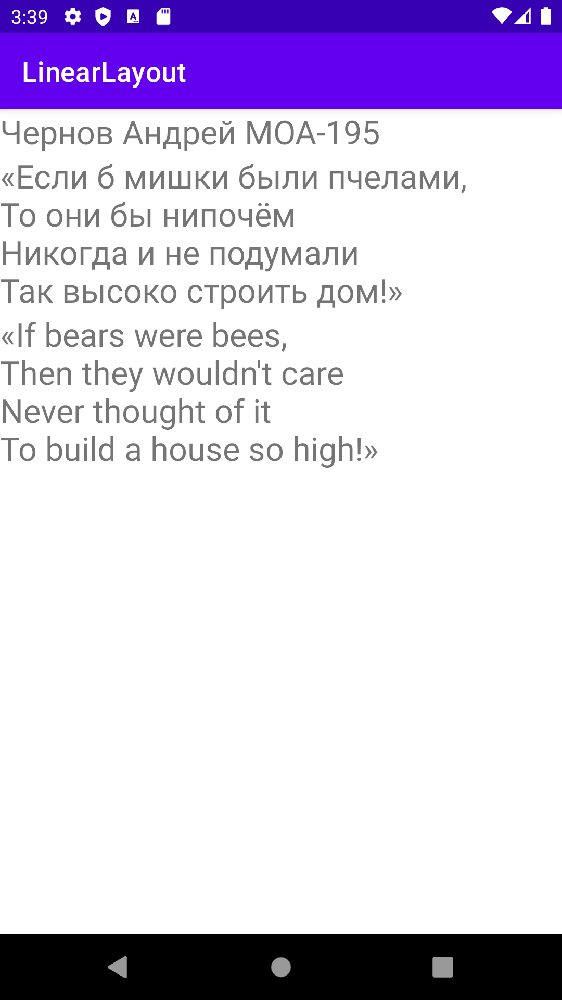 3:39
LinearLayout
Чернов Андрей МОА-195
«Если б мишки были пчелами,
То они бы нипочём
Никогда и не подумали
Так высоко строить дом!»
«If bears were bees,
Then they wouldn't care
Never thought of it
To build a house so high!»